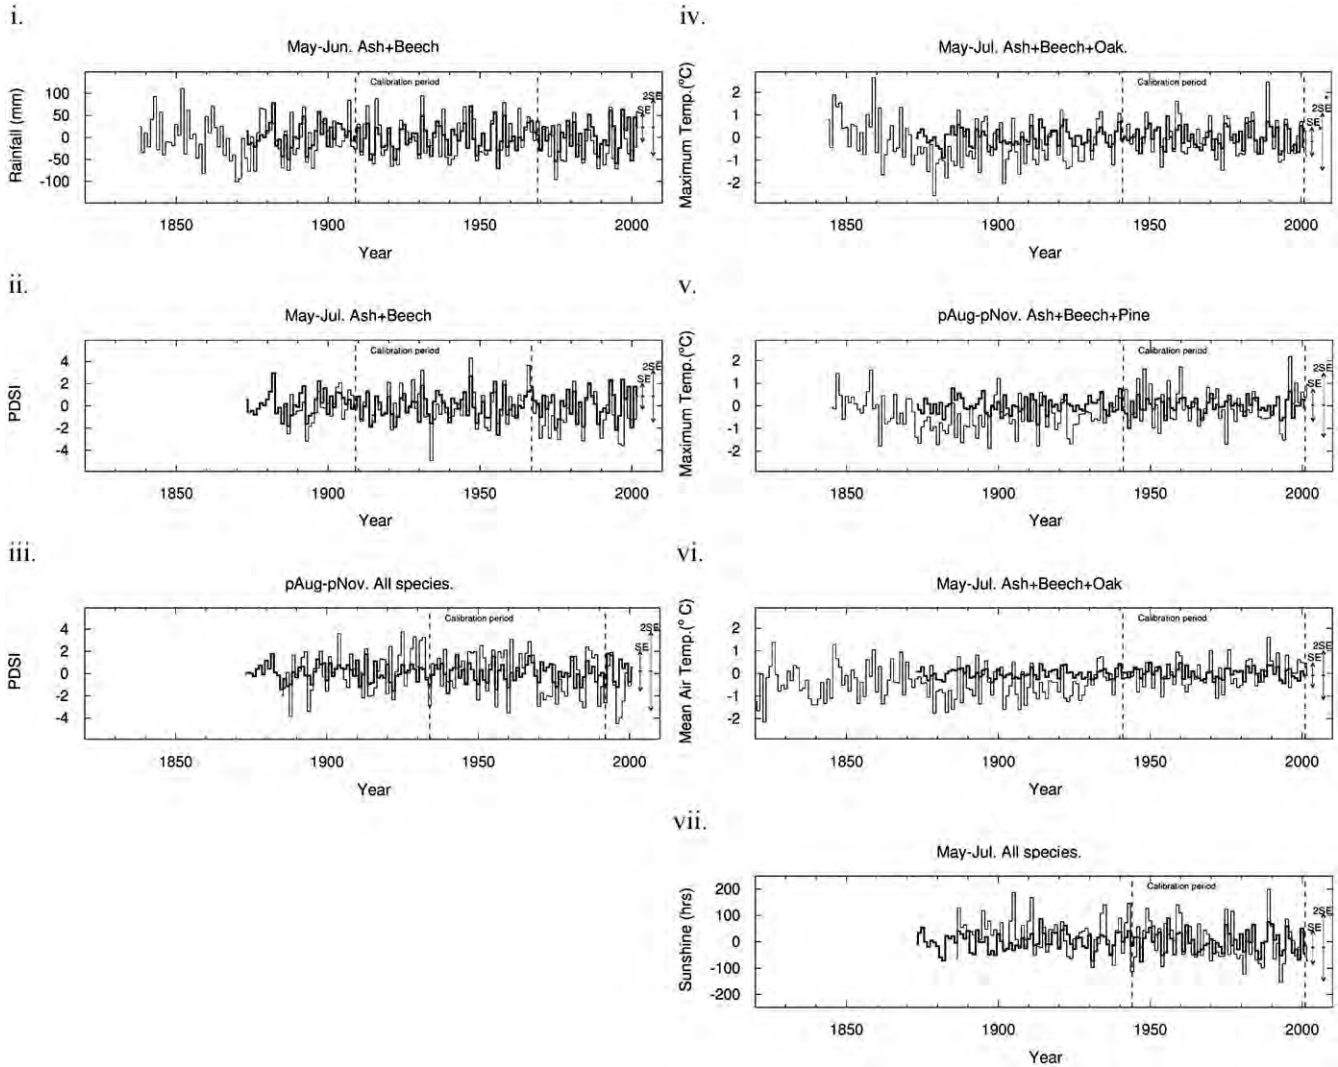 i.
May-Jun. Ash+Beech
Calibration period
2SE
SE
Rainfall (mm)
100
50
0
-50
-100
1850
1900
1950
2000
Year
ii.
May-Jul. Ash+Beech
Calibration period
2SE
SE
PDSI
4
2
0
-2
-4
1850
1900
1950
2000
Year
iii.
pAug-pNov. All species.
Calibration period
2SE
SE
PDSI
4
2
0
-2
-4
1850
1900
1950
2000
Year
iv.
May-Jul. Ash+Beech+Oak.
Calibration period
2SE
SE
Maximum Temp.(°C)
2
1
0
-1
-2
1850
1900
1950
2000
Year
v.
pAug-pNov. Ash+Beech+Pine
Calibration period
2SE
SE
Maximum Temp.(°C)
2
1
0
-1
-2
1850
1900
1950
2000
Year
vi.
May-Jul. Ash+Beech+Oak
Calibration period
2SE
SE
Mean Air Temp.(° C)
2
1
0
-1
-2
1850
1900
1950
2000
Year
vii.
May-Jul. All species.
Calibration period
2SE
SE
Sunshine (hrs)
200
100
0
-100
-200
1850
1900
1950
2000
Year